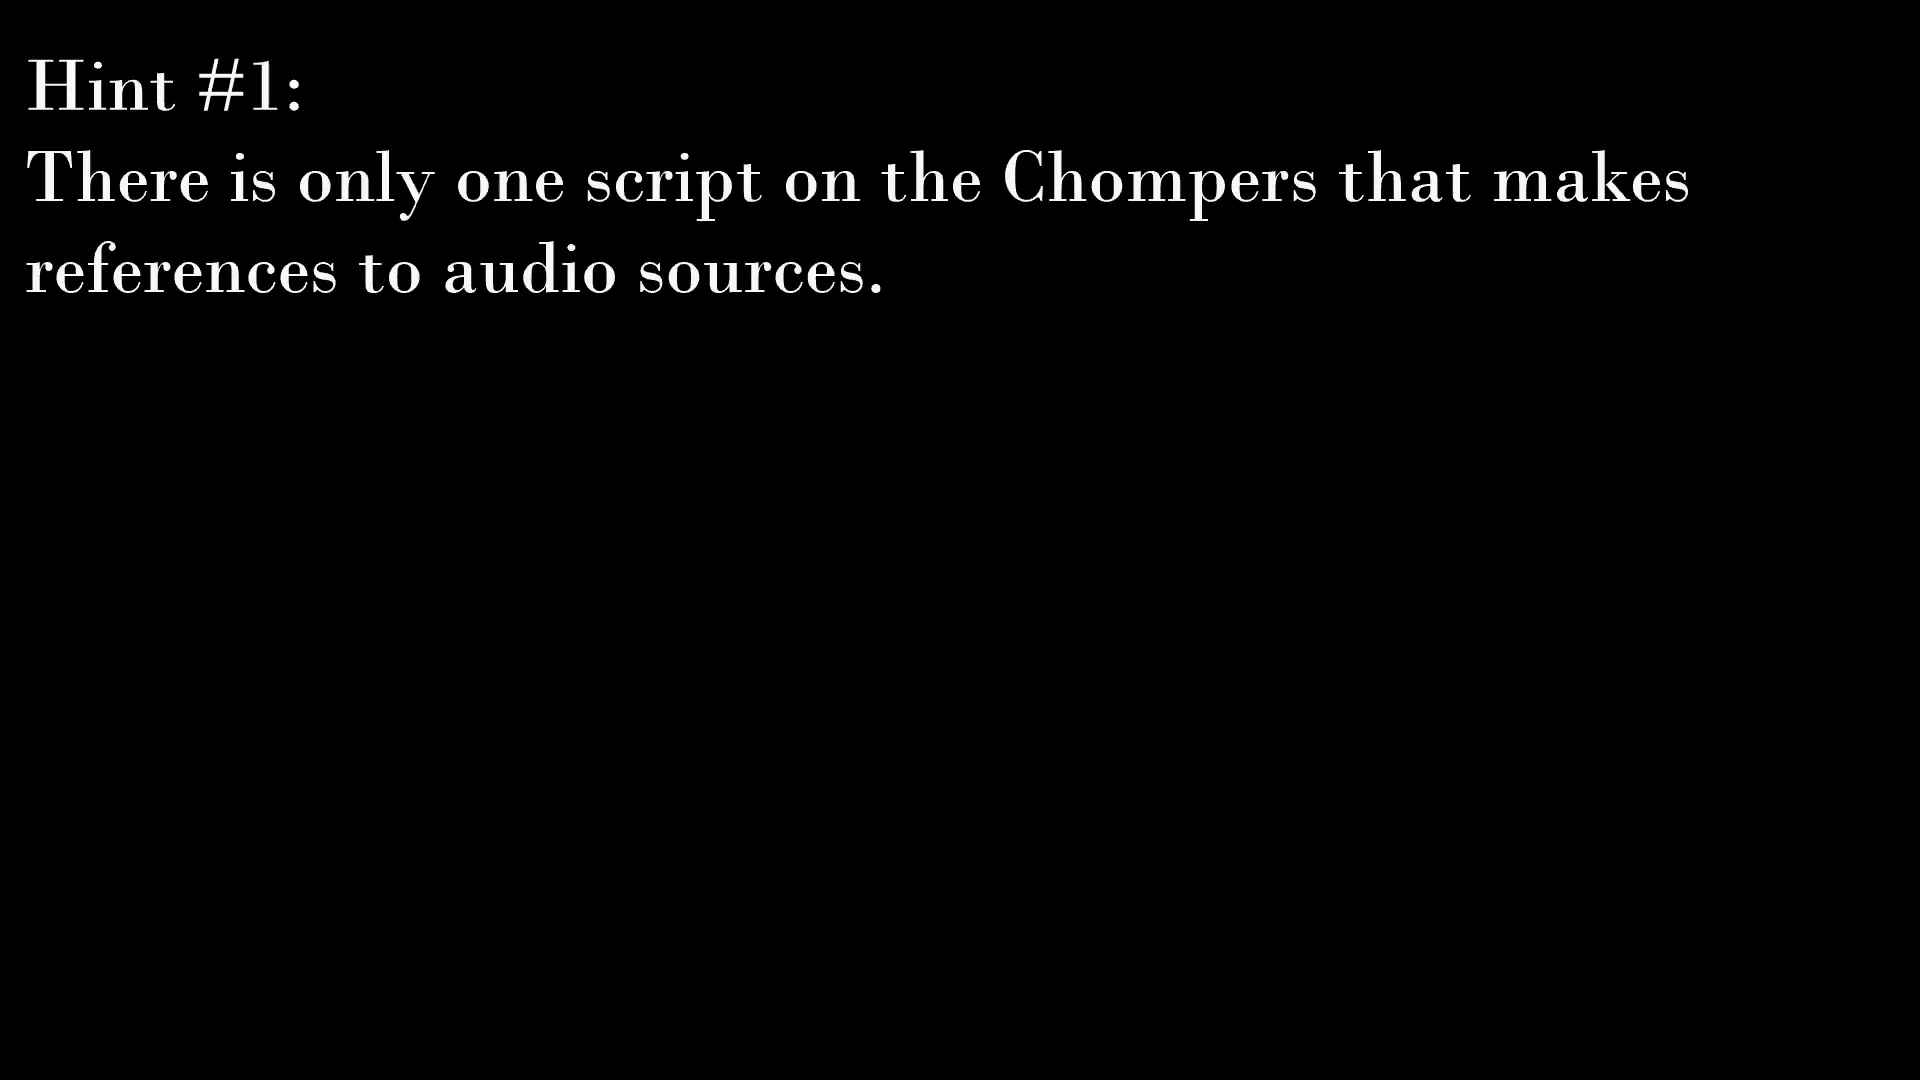 Hint #1:
There is only one script on the Chompers that makes
references to audio sources.